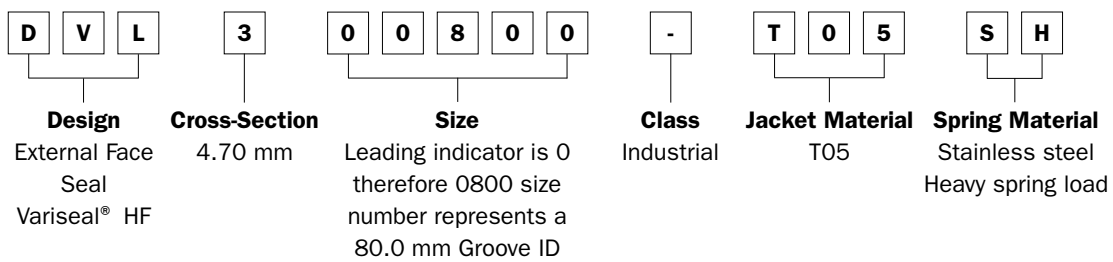 D V L 3 0 0 8 0 0 - T 0 5 S H
Design Cross-Section Size Class Jacket Material Spring Material
External Face 4.70 mm Leading indicator is 0 Industrial T05 Stainless steel
Seal therefore 0800 size Heavy spring load
Variseal® HF number represents a
80.0 mm Groove ID